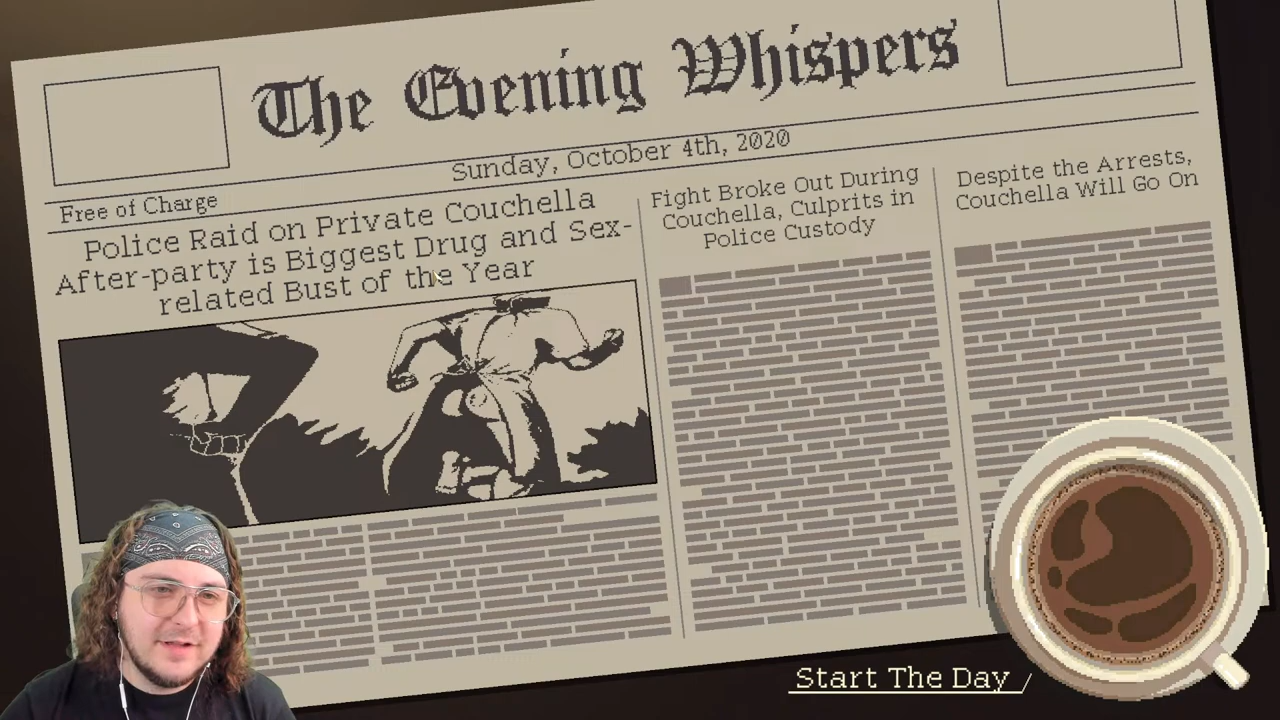 The Evening Whispers
Sunday, October 4th, 2020
Free of Charge
Police Raid on Private Couchella
After-party is Biggest Drug and Sex-
related Bust of the Year
Fight Broke Out During
Couchella, Culprits in
Police Custody
Despite the Arrests,
Couchella Will Go On
Start The Day